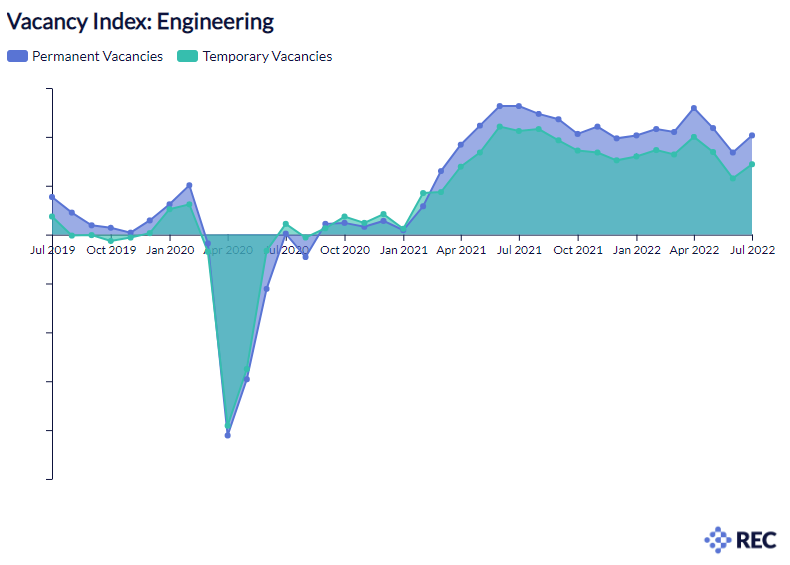 Vacancy Index: Engineering
Permanent Vacancies Temporary Vacancies
Jul 2019 Oct 2019 Jan 2020 Apr 2020 Jul 2020 Oct 2020 Jan 2021 Apr 2021 Jul 2021 Oct 2021 Jan 2022 Apr 2022 Jul 2022
REC